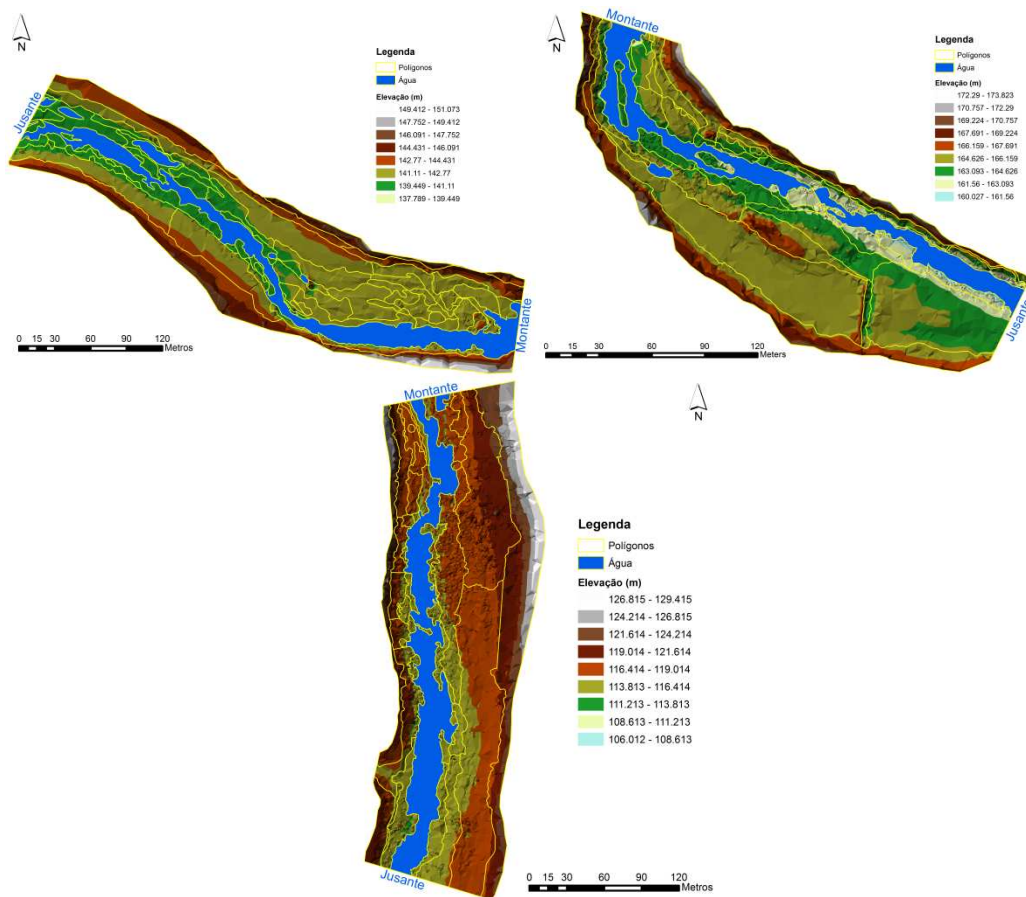 N
Jusante
Montante
Legenda
Polígonos
Água
Elevação (m)
149.412 - 151.073
147.752 - 149.412
146.091 - 147.752
144.431 - 146.091
142.77 - 144.431
141.11 - 142.77
139.449 - 141.11
137.789 - 139.449
0 15 30 60 90 120
Metros
Montante
Jusante
N
Legenda
Polígonos
Água
Elevação (m)
172.29 - 173.823
170.757 - 172.29
169.224 - 170.757
167.691 - 169.224
166.159 - 167.691
164.626 - 166.159
163.093 - 164.626
161.56 - 163.093
160.027 - 161.56
0 15 30 60 90 120
Meters
Montante
Jusante
N
Legenda
Polígonos
Água
Elevação (m)
126.815 - 129.415
124.214 - 126.815
121.614 - 124.214
119.014 - 121.614
116.414 - 119.014
113.813 - 116.414
111.213 - 113.813
108.613 - 111.213
106.012 - 108.613
0 15 30 60 90 120
Metros